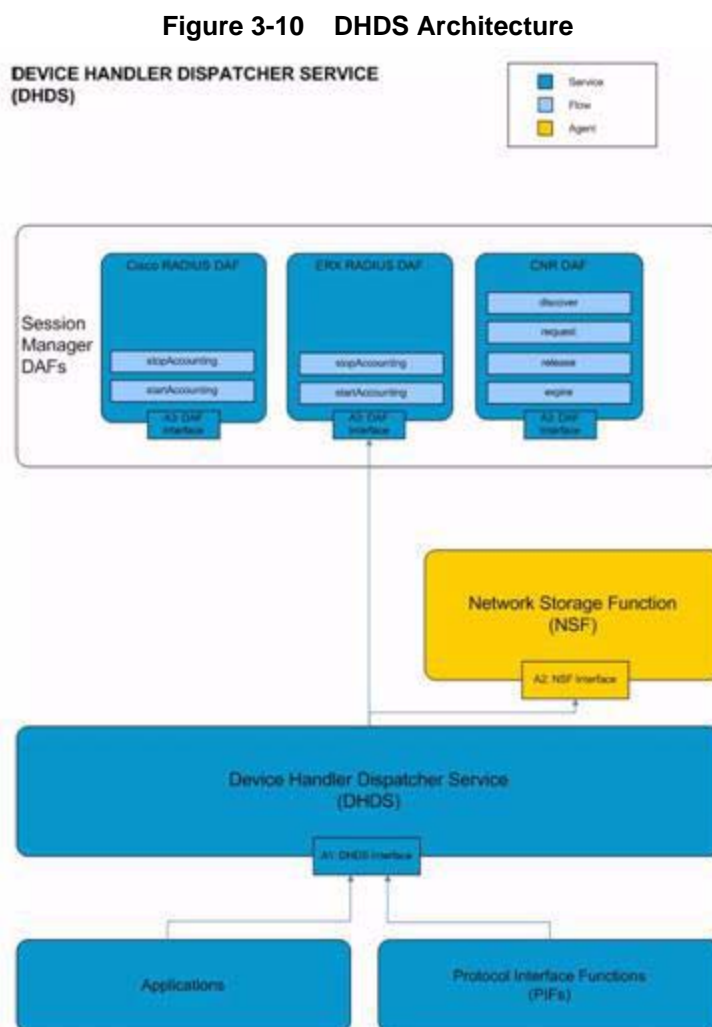 Figure 3-10 DHDS Architecture
DEVICE HANDLER DISPATCHER SERVICE
(DHDS)
Service
Flow
Agent
Session
Manager
DAFs
Cisco RADIUS DAF
stopAccounting
startAccounting
A3: DAF
Interface
ERX RADIUS DAF
stopAccounting
startAccounting
A3: DAF
Interface
CNR DAF
discover
request
release
expire
A3: DAF
Interface
Network Storage Function
(NSF)
A2: NSF Interface
Device Handler Dispatcher Service
(DHDS)
A1: DHDS Interface
Applications
Protocol Interface Functions
(PIFs)